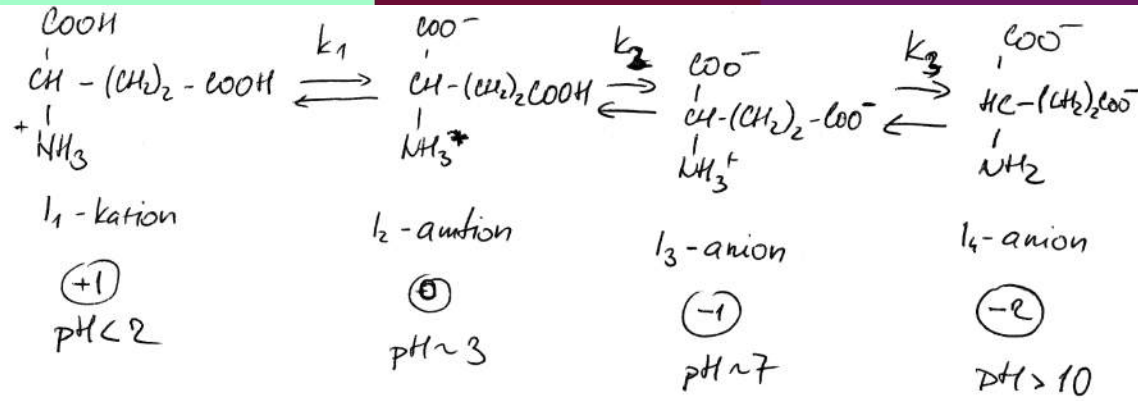 COOH
CH - (CH2)2 - COOH
+ NH3
k1
COO⁻
CH-(CH2)2COOH
NH3⁺
k2
COO⁻
CH-(CH2)2-COO⁻
NH3⁺
k3
COO⁻
HC-(CH2)2COO⁻
NH2
I1 - kation
I2 - amfion
I3 - anion
I4 - anion
+1
0
-1
-2
pH<2
pH~3
pH~7
pH>10